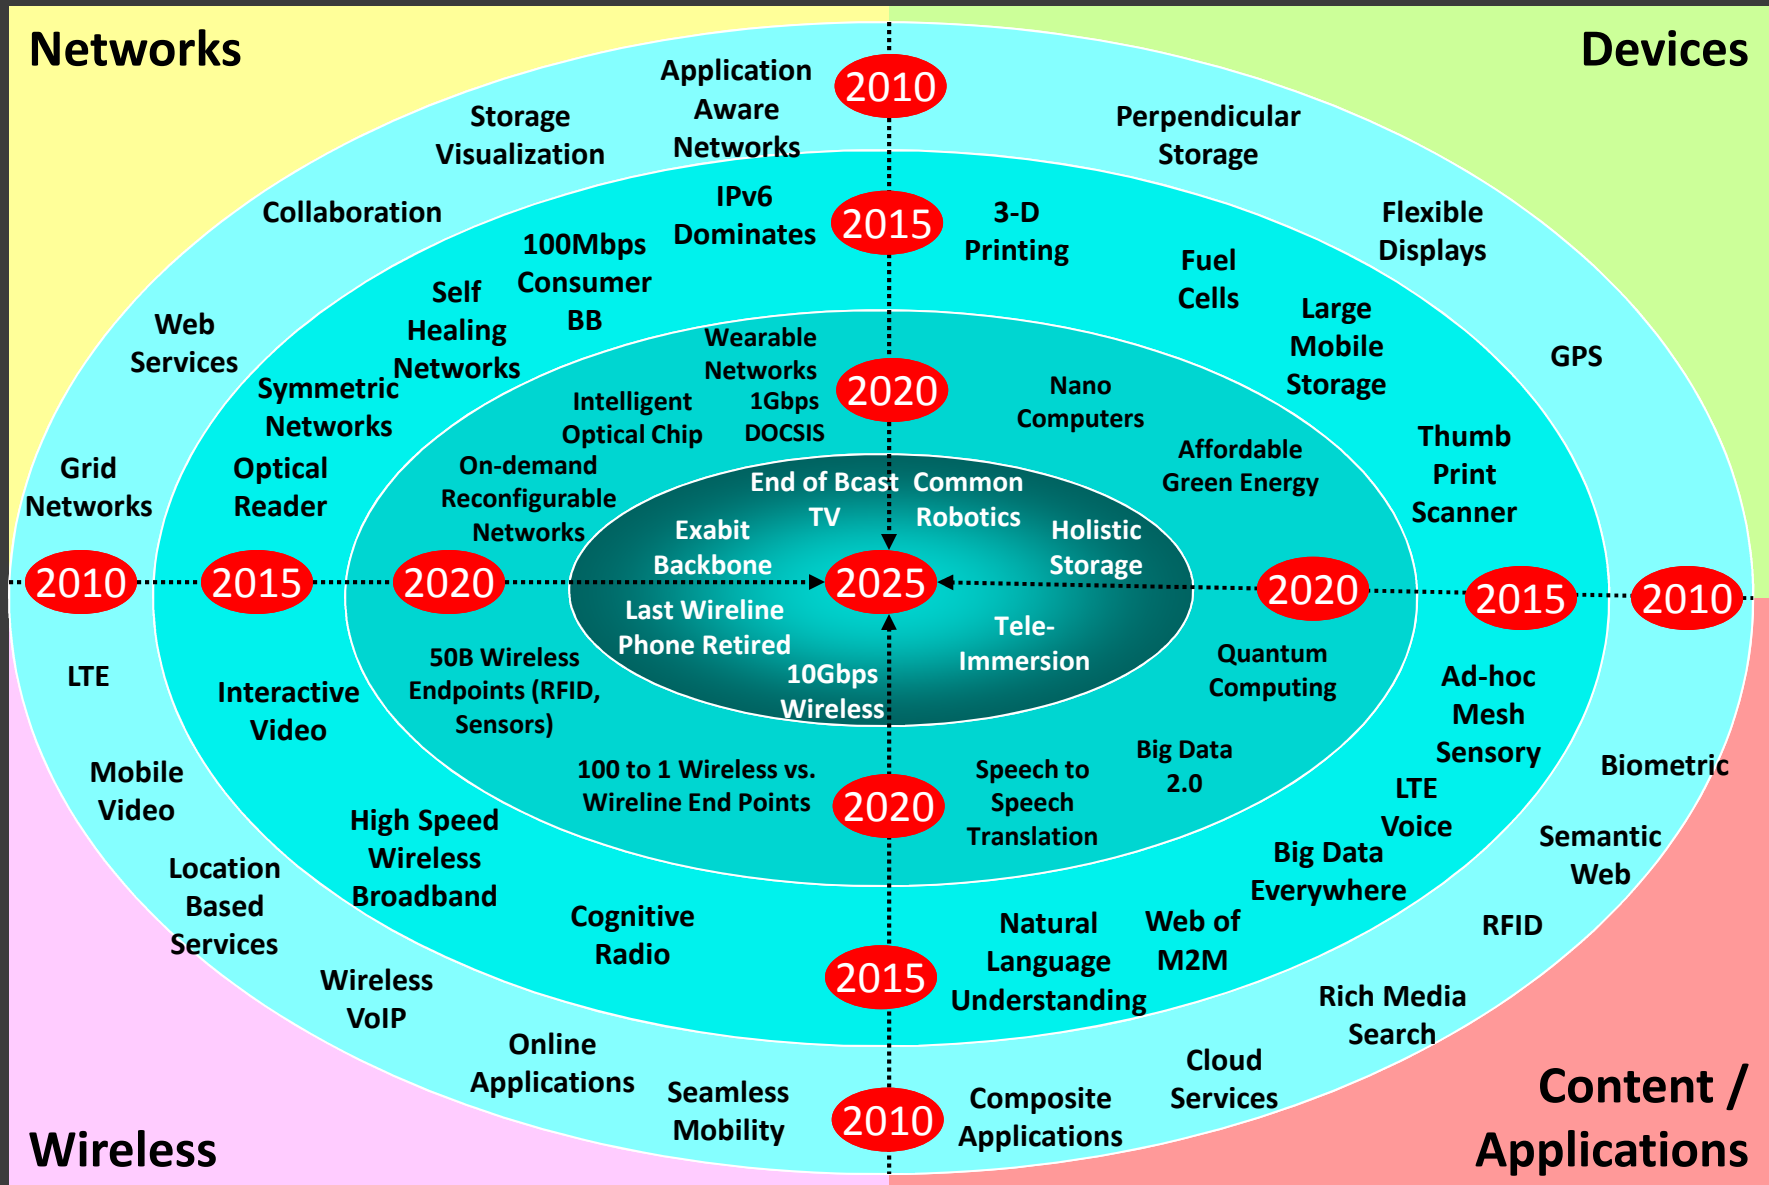 Networks
Devices
Application
Aware
Networks
2010
Storage
Visualization
Perpendicular
Storage
Collaboration
Flexible
Displays
Web
Services
GPS
Grid
Networks
IPv6
Dominates
2015
3-D
Printing
100Mbps
Consumer
BB
Fuel
Cells
Self
Healing
Networks
Large
Mobile
Storage
Symmetric
Networks
Thumb
Print
Scanner
Optical
Reader
Wearable
Networks
2020
Nano
Computers
Intelligent
Optical Chip
1Gbps
DOCSIS
Affordable
Green Energy
On-demand
Reconfigurable
Networks
End of Bcast
TV
Common
Robotics
Exabit
Backbone
Holistic
Storage
2010
2015
2020
2025
2020
2015
2010
Last Wireline
Phone Retired
Tele-
Immersion
10Gbps
Wireless
50B Wireless
Endpoints (RFID,
Sensors)
Quantum
Computing
100 to 1 Wireless vs.
Wireline End Points
2020
Speech to
Speech
Translation
Big Data
2.0
LTE
Interactive
Video
Ad-hoc
Mesh
Sensory
Mobile
Video
Biometric
High Speed
Wireless
Broadband
LTE
Voice
Location
Based
Services
Big Data
Everywhere
Semantic
Web
Cognitive
Radio
2015
Natural
Language
Understanding
Web of
M2M
RFID
Wireless
VoIP
Rich Media
Search
Online
Applications
Cloud
Services
Seamless
Mobility
2010
Composite
Applications
Wireless
Content /
Applications